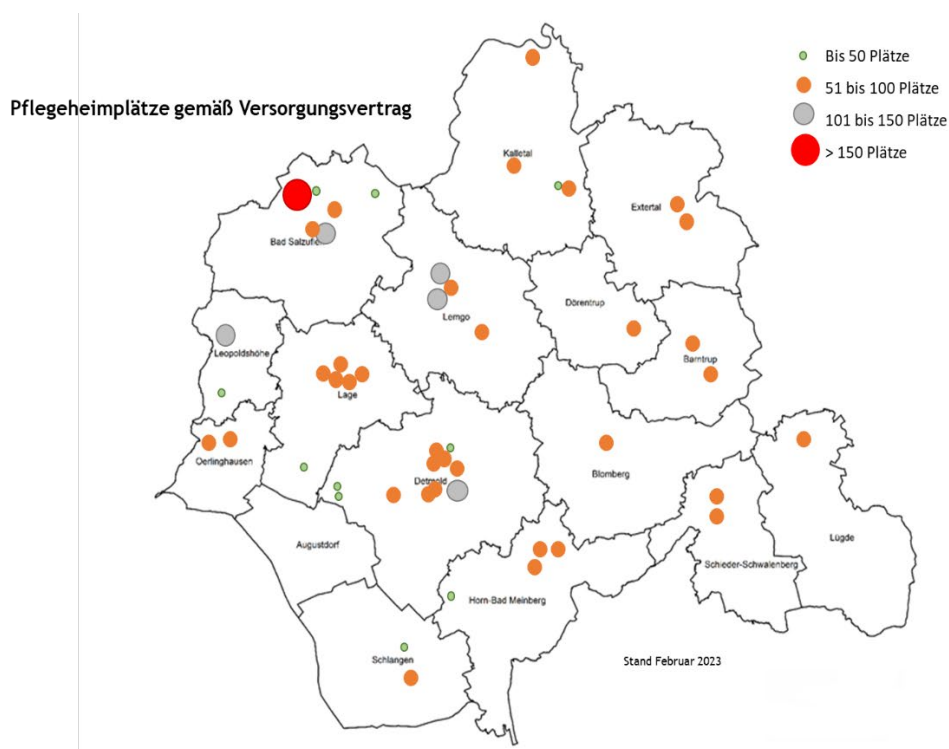 Pflegeheimplätze gemäß Versorgungsvertrag
Bis 50 Plätze
51 bis 100 Plätze
101 bis 150 Plätze
> 150 Plätze
Kalletal
Extertal
Bad Salzufle
Lemgo
Dörentrup
Barntrup
Leopoldshöhe
Lage
Oerlinghausen
Detmold
Blomberg
Lügde
Augustdorf
Schieder-Schwalenberg
Horn-Bad Meinberg
Schlangen
Stand Februar 2023